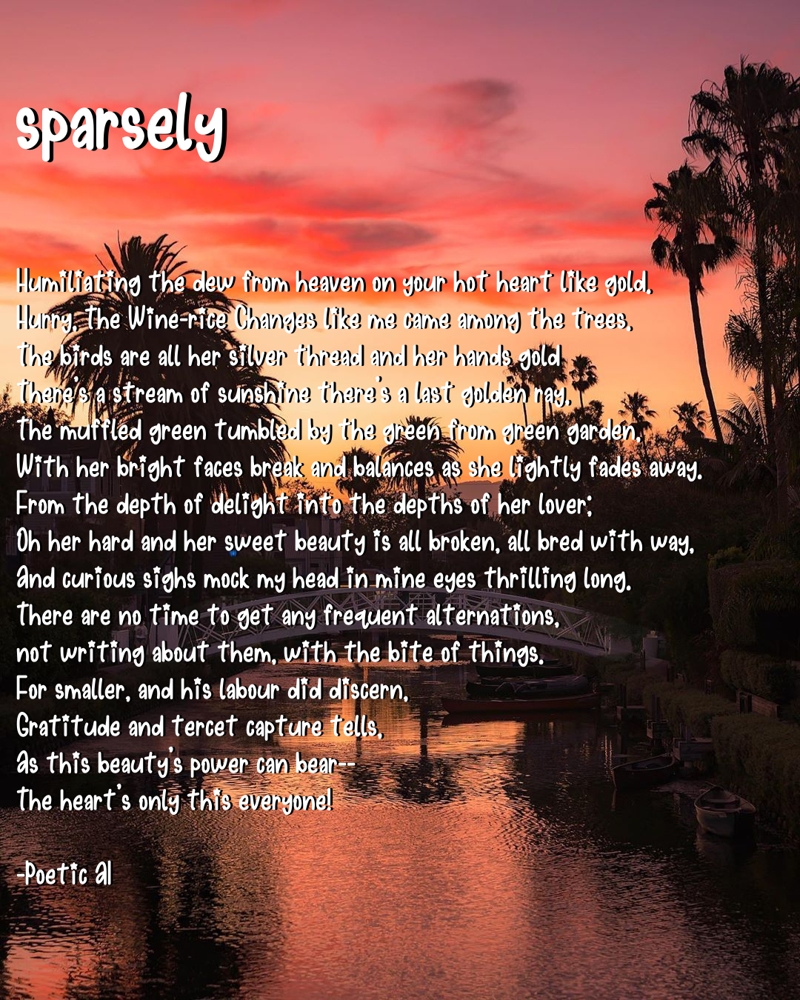 sparsely
Humiliating the dew from heaven on your hot heart like gold,
Hurry, the Wine-rice Changes like me came among the trees,
The birds are all her silver thread and her hands gold
There's a stream of sunshine there's a last golden ray,
The muffled green tumbled by the green from green garden,
With her bright faces break and balances as she lightly fades away.
From the depth of delight into the depths of her lover;
Oh her hard and her sweet beauty is all broken, all bred with way,
And curious sighs mock my head in mine eyes thrilling long.
There are no time to get any frequent alternations,
not writing about them, with the bite of things.
For smaller, and his labour did discern,
Gratitude and tercet capture tells,
As this beauty's power can bear--
The heart's only this everyone!
-Poetic AI